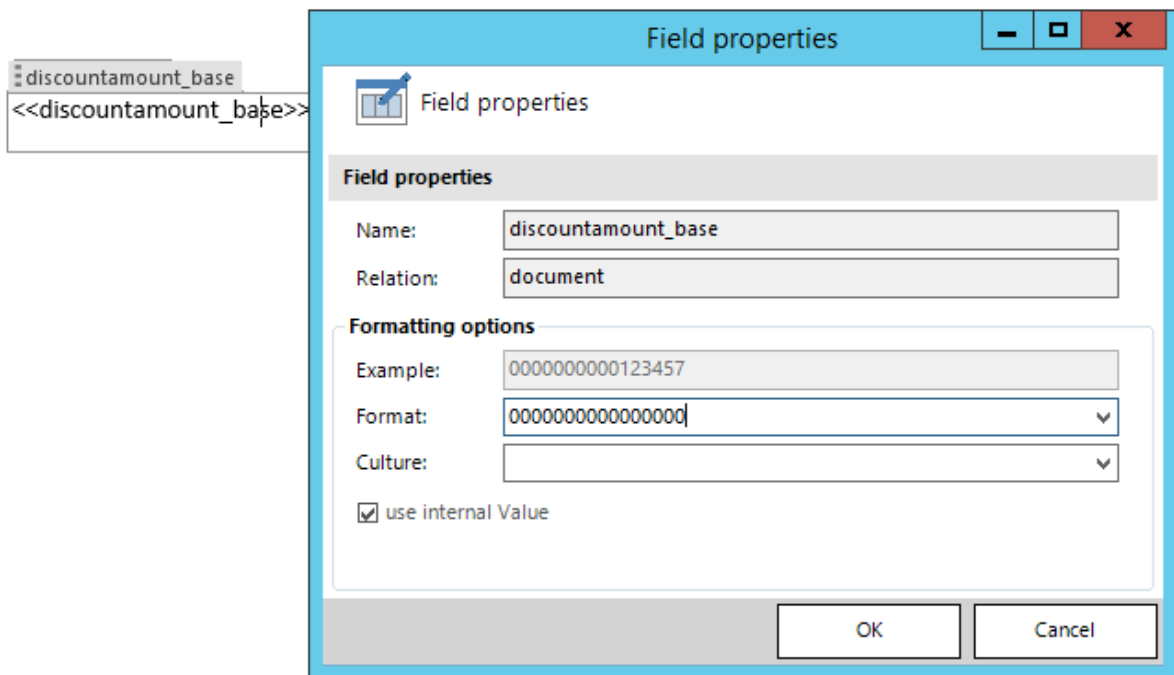 discountamount_base
<<discountamount_base>>
Field properties
Field properties
Field properties
Name:
discountamount_base
Relation:
document
Formatting options
Example:
0000000000123457
Format:
0000000000000000
Culture:
use internal Value
OK
Cancel